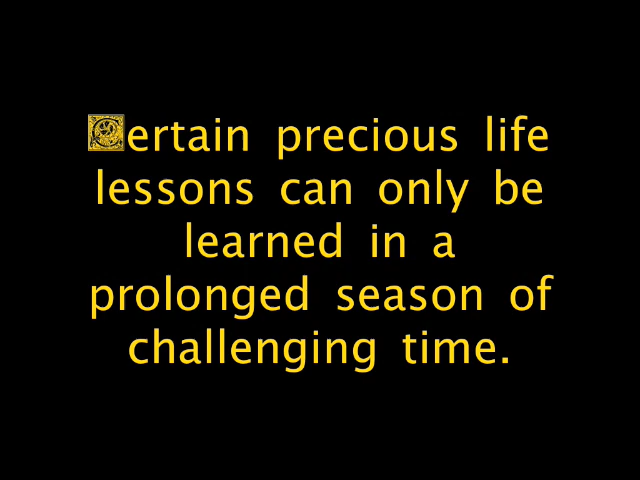 Certain precious life
lessons can only be
learned in a
prolonged season of
challenging time.